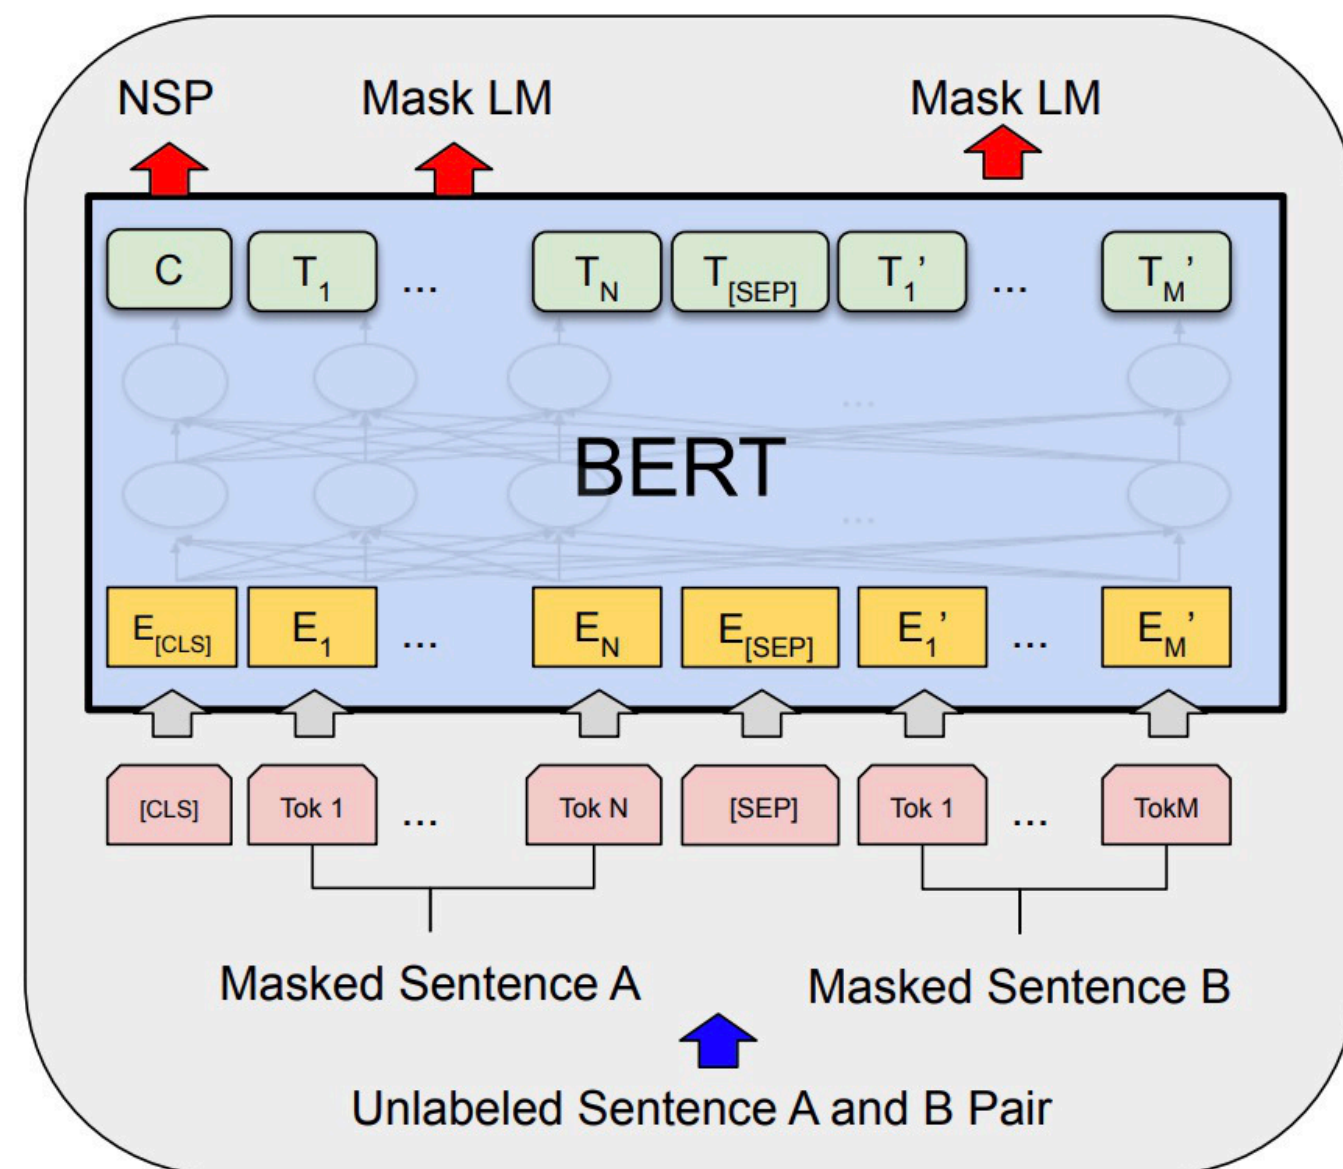 NSP Mask LM Mask LM
C T1 ... TN T[SEP] T1’ ... TM’
...
BERT
...
E[CLS] E1 ... EN E[SEP] E1’ ... EM’
[CLS] Tok 1 ... Tok N [SEP] Tok 1 ... TokM
Masked Sentence A Masked Sentence B
Unlabeled Sentence A and B Pair